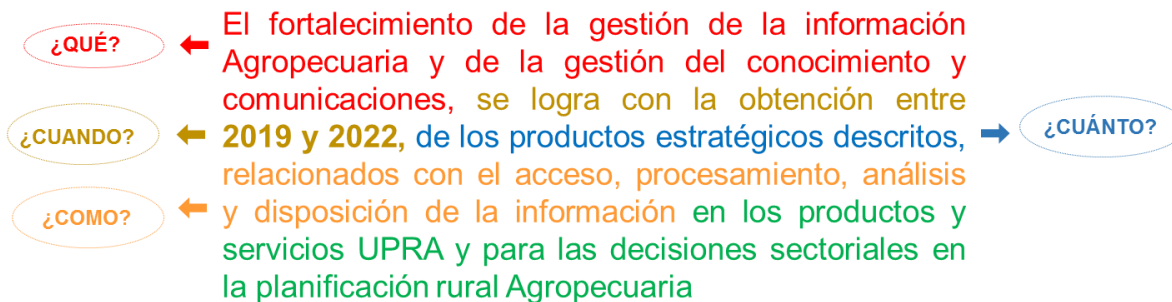 ¿QUÉ?
El fortalecimiento de la gestión de la información
Agropecuaria y de la gestión del conocimiento y
comunicaciones, se logra con la obtención entre
¿CUANDO?
2019 y 2022, de los productos estratégicos descritos,
¿CUÁNTO?
relacionados con el acceso, procesamiento, análisis
¿COMO?
y disposición de la información en los productos y
servicios UPRA y para las decisiones sectoriales en
la planificación rural Agropecuaria